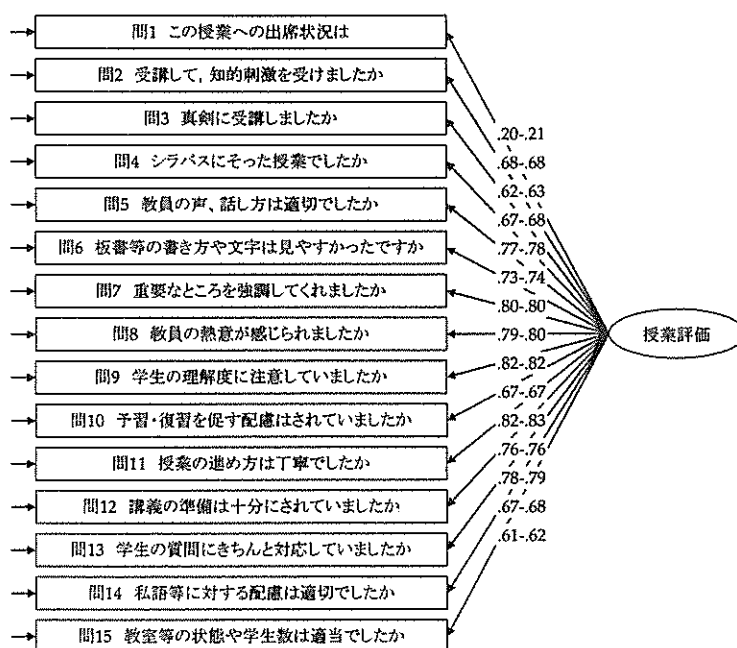 問1 この授業への出席状況は
問2 受講して、知的刺激を受けましたか
問3 真剣に受講しましたか
問4 シラバスにそった授業でしたか
問5 教員の声、話し方は適切でしたか
問6 板書等の書き方や文字は見やすかったですか
問7 重要なところを強調してくれましたか
問8 教員の熱意が感じられましたか
問9 学生の理解度に注意していましたか
問10 予習・復習を促す配慮はされていましたか
問11 授業の進め方は丁寧でしたか
問12 講義の準備は十分にされていましたか
問13 学生の質問にきちんと対応していましたか
問14 私語等に対する配慮は適切でしたか
問15 教室等の状態や学生数は適当でしたか
.20-.21
.68-.68
.62-.63
.67-.68
.77-.78
.73-.74
.80-.80
.79-.80
.82-.82
.67-.67
.82-.83
.76-.76
.78-.79
.67-.68
.61-.62
授業評価